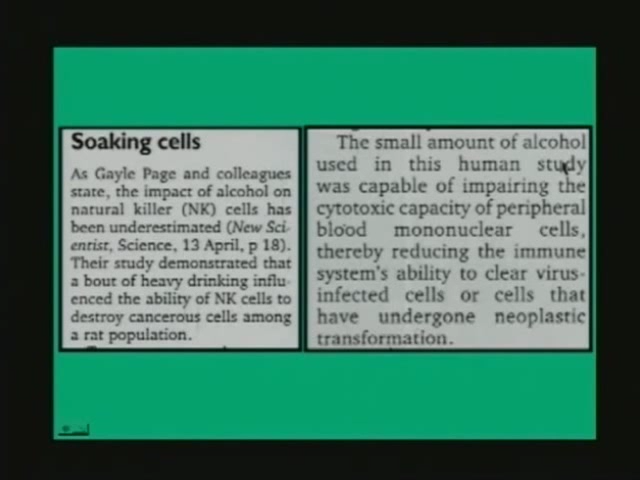 Soaking cells
As Gayle Page and colleagues
state, the impact of alcohol on
natural killer (NK) cells has
been underestimated (New Sci-
entist, Science, 13 April, p 18).
Their study demonstrated that
a bout of heavy drinking influ-
enced the ability of NK cells to
destroy cancerous cells among
a rat population.
The small amount of alcohol
used in this human study
was capable of impairing the
cytotoxic capacity of peripheral
blood mononuclear cells,
thereby reducing the immune
system's ability to clear virus-
infected cells or cells that
have undergone neoplastic
transformation.